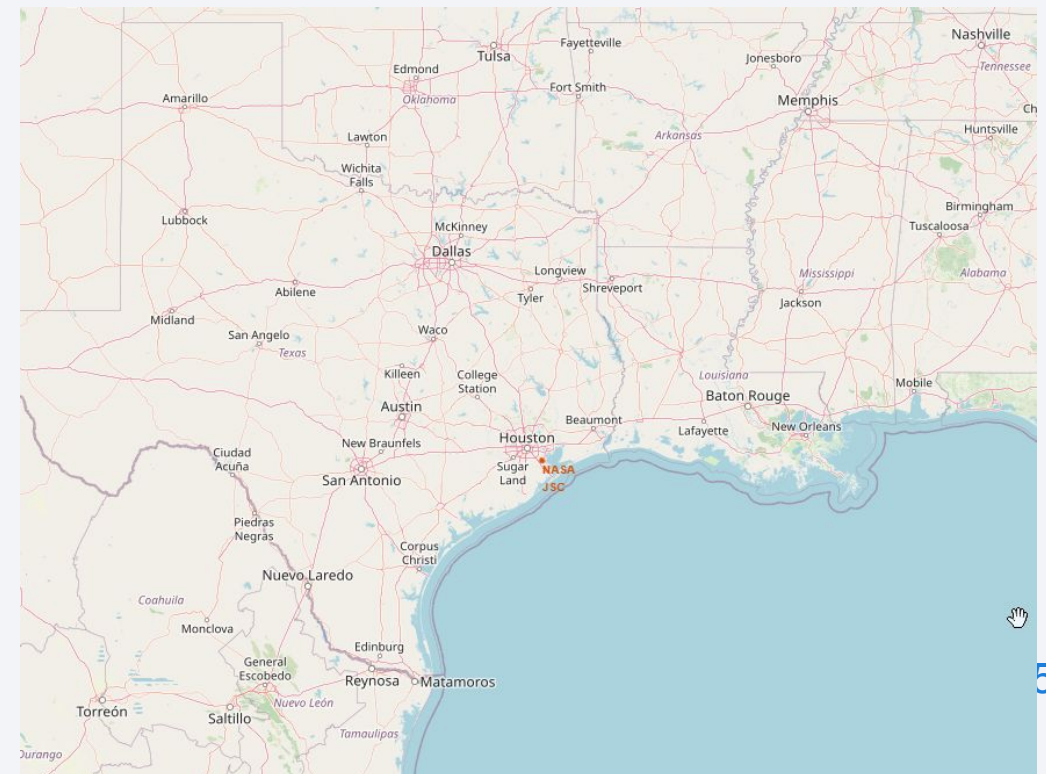 Nashville
Fayetteville
Tulsa
Jonesboro
Tennessee
Edmond
Fort Smith
Oklahoma
Amarillo
Memphis
Ch
Huntsville
Lawton
Arkansas
Wichita
Falls
Birmingham
Lubbock
McKinney
Tuscaloosa
Dallas
Longview
Mississippi
Alabama
Shreveport
Abilene
Tyler
Jackson
Midland
Waco
San Angelo
Texas
Killeen
College
Station
Louisiana
Mobile
Baton Rouge
Austin
Beaumont
New Orleans
Lafayette
Houston
New Braunfels
Ciudad
Acuña
Sugar
Land
NASA
JSC
San Antonio
Piedras
Negras
Corpus
Christi
Nuevo Laredo
Coahuila
Monclova
Edinburg
General
Escobedo
Reynosa
Matamoros
5
Nuevo León
Torreón
Saltillo
Tamaulipas
Durango